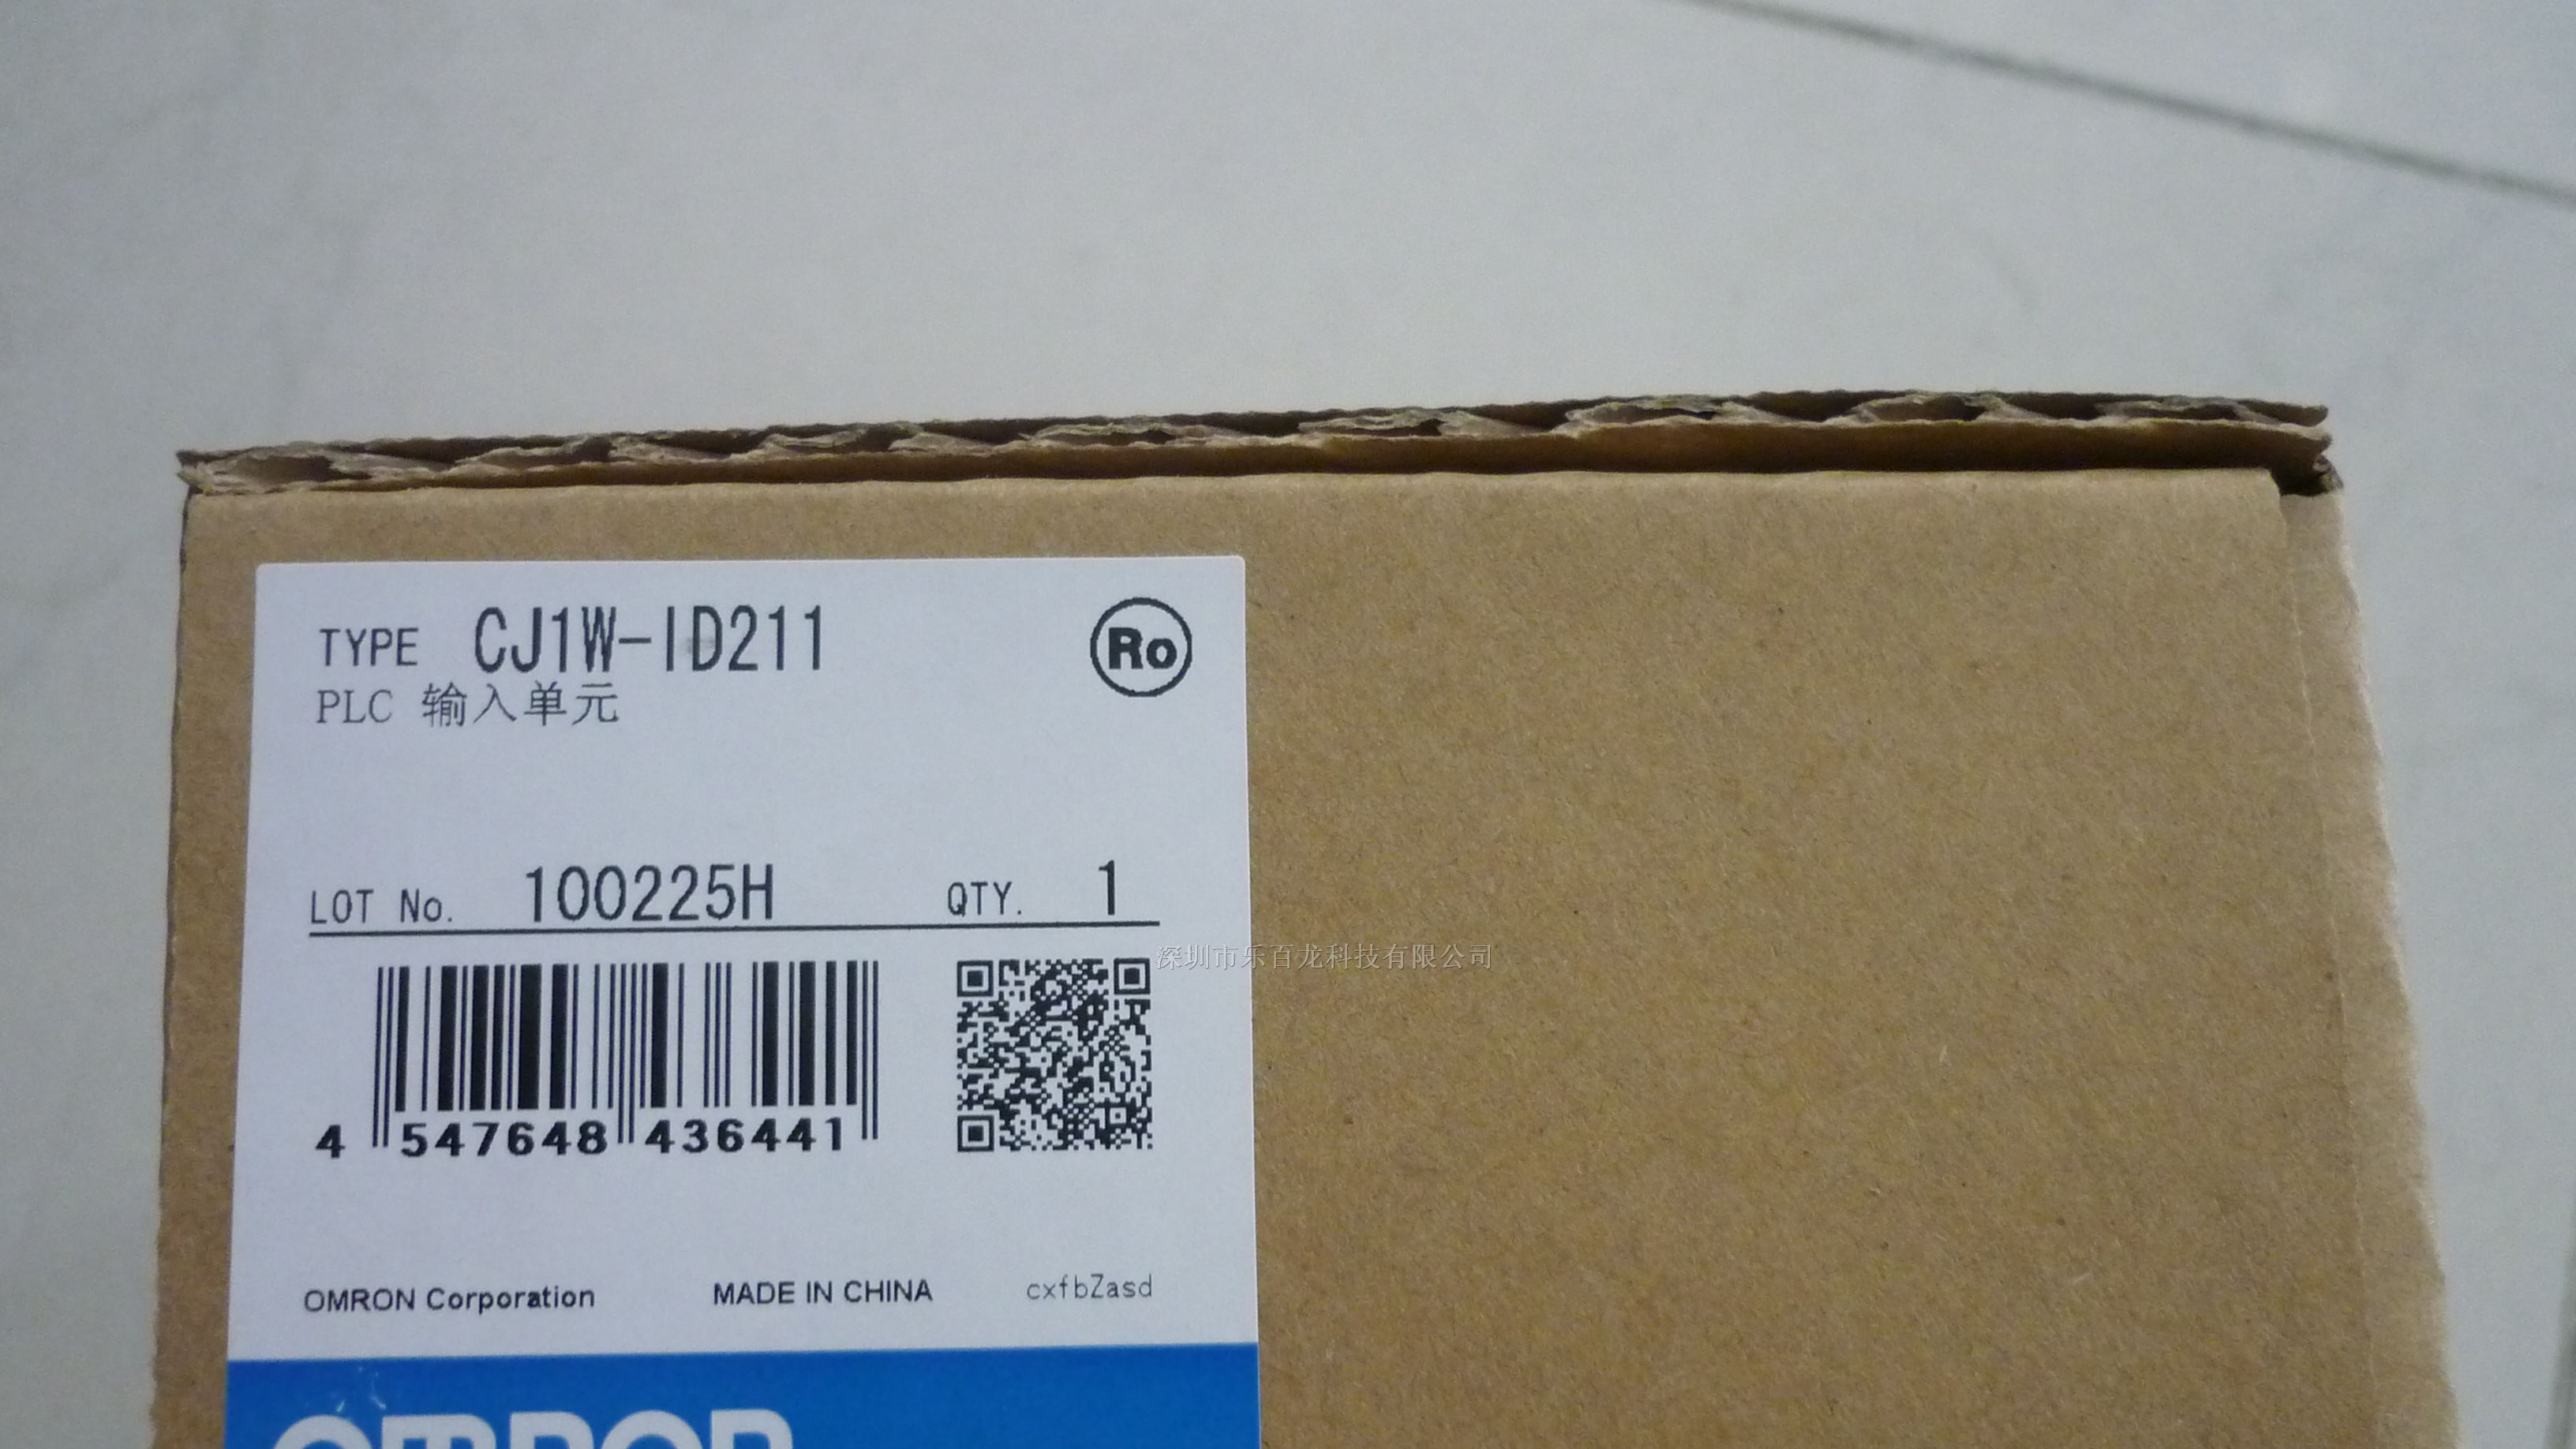 TYPE CJ1W-ID211
Ro
PLC 输入单元
LOT No. 100225H QTY. 1
深圳市乐百龙科技有限公司
4 547648 436441
OMRON Corporation MADE IN CHINA cxfbZasd
OMRON